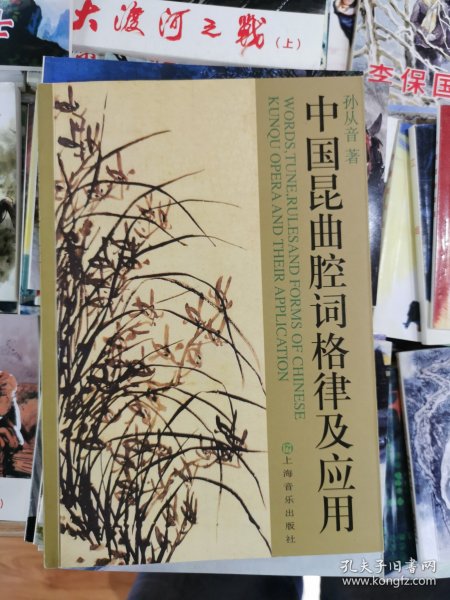 大渡河之戰（上）
李保国
孙从音 著
中国昆曲腔词格律及应用
WORDS,TUNE,RULESAND FORMS OF CHINESE
KUNQU OPERA AND THEIR APPLICATION
上海音乐出版社
孔夫子旧书网
www.kongfz.com